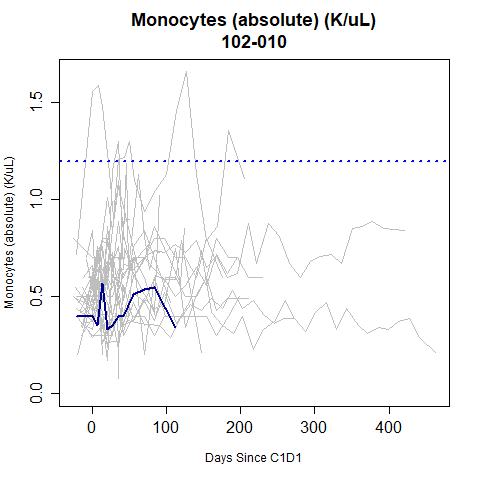 Monocytes (absolute) (K/uL)
102-010
Monocytes (absolute) (K/uL)
1.5
1.0
0.5
0.0
0 100 200 300 400
Days Since C1D1